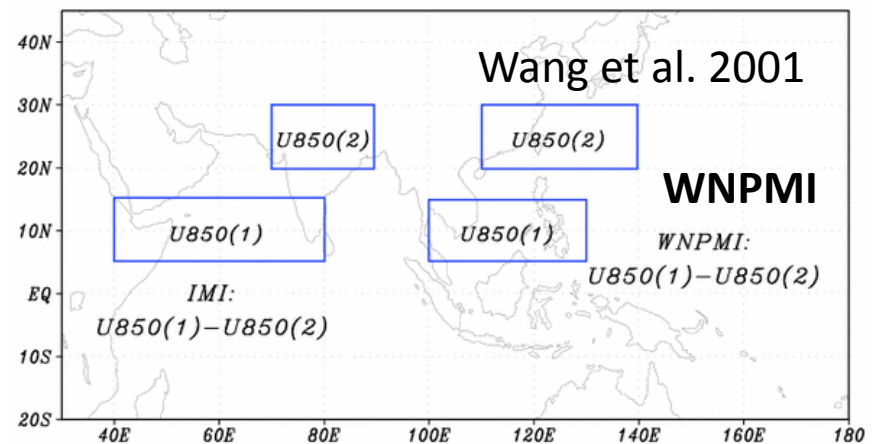 40N
Wang et al. 2001
30N
U850(2)
U850(2)
20N
WNPMI
10N
U850(1)
U850(1)
WNPMI:
U850(1)−U850(2)
EQ
IMI:
U850(1)−U850(2)
10S
20S
40E
60E
80E
100E
120E
140E
160E
180